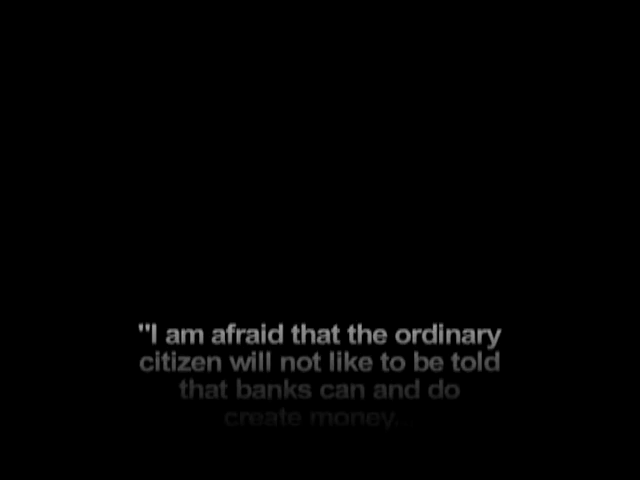 "I am afraid that the ordinary
citizen will not like to be told
that banks can and do
create money...